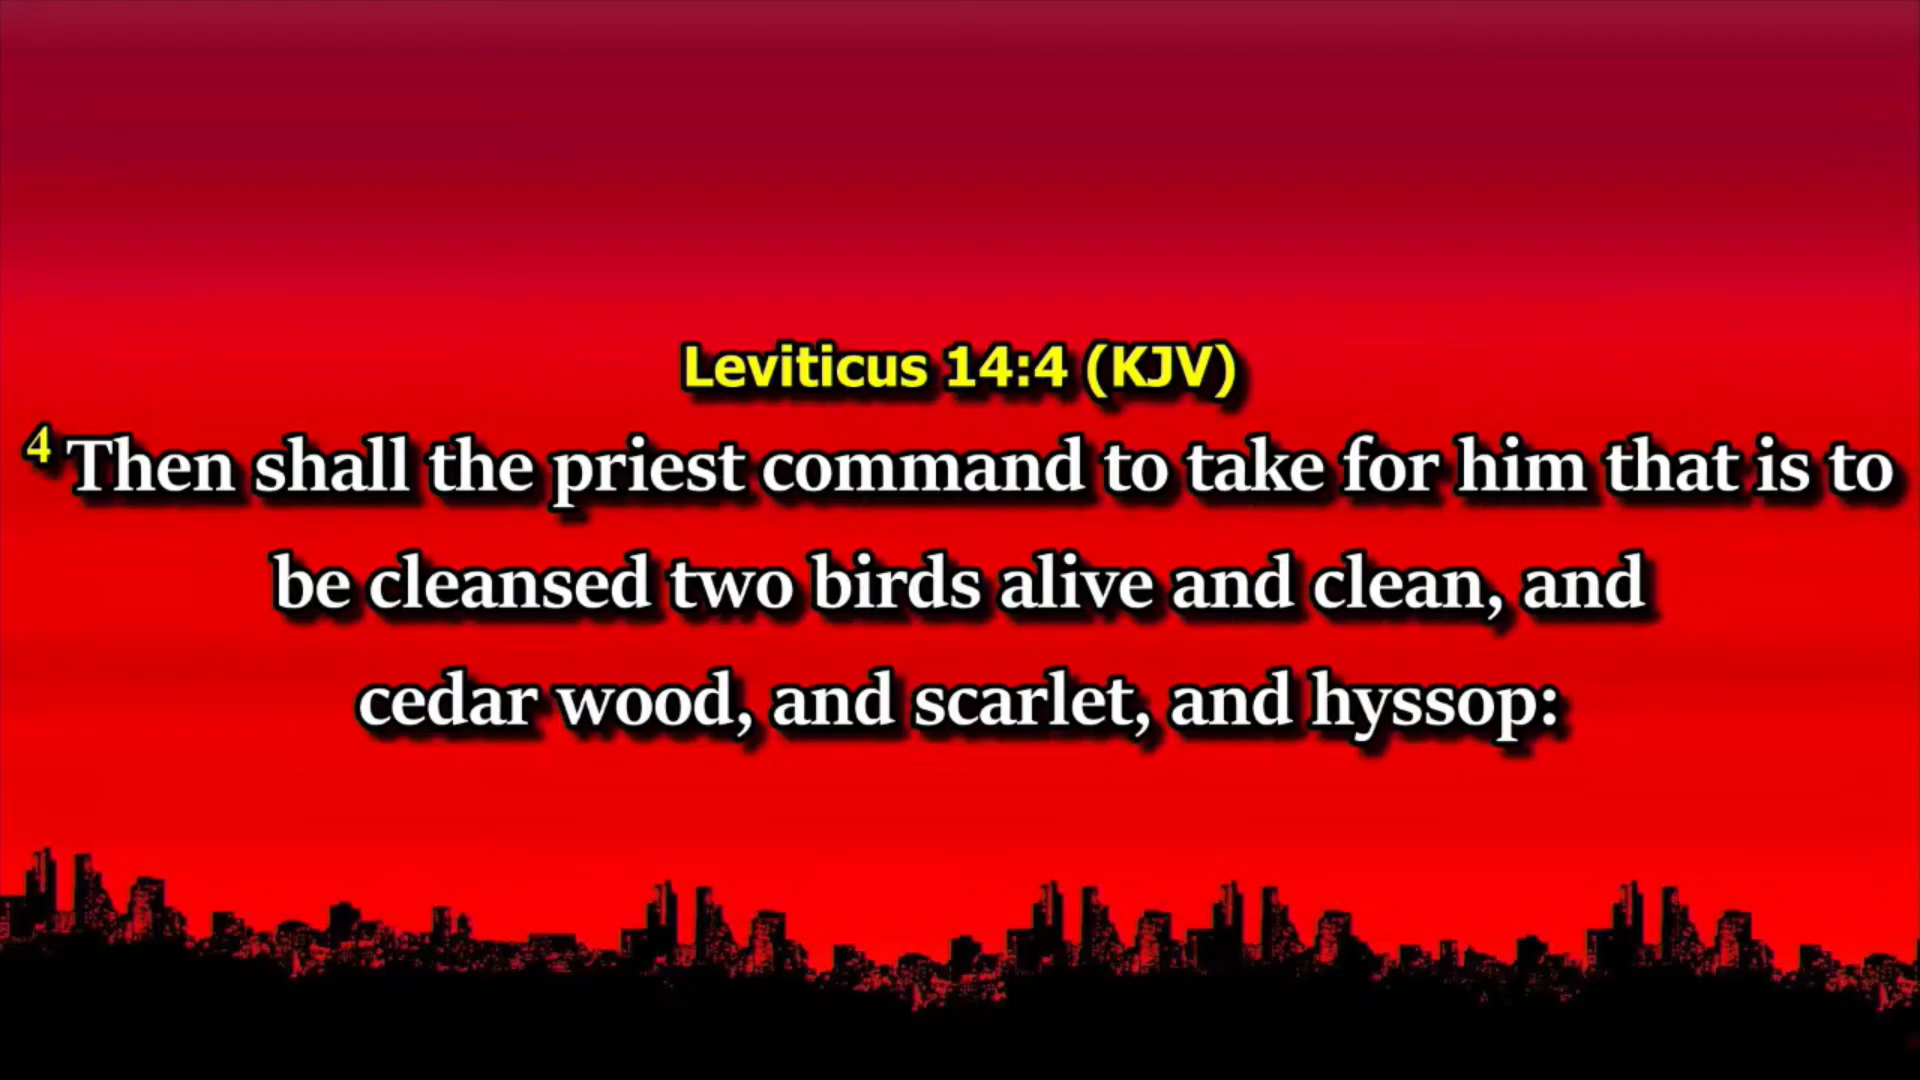 Leviticus 14:4 (KJV)
4 Then shall the priest command to take for him that is to
be cleansed two birds alive and clean, and
cedar wood, and scarlet, and hyssop: